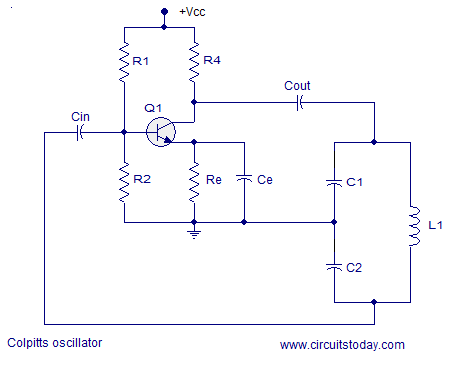 +Vcc
R1
R4
Cout
Cin
Q1
R2
Re
Ce
C1
L1
C2
Colpitts oscillator
www.circuitstoday.com